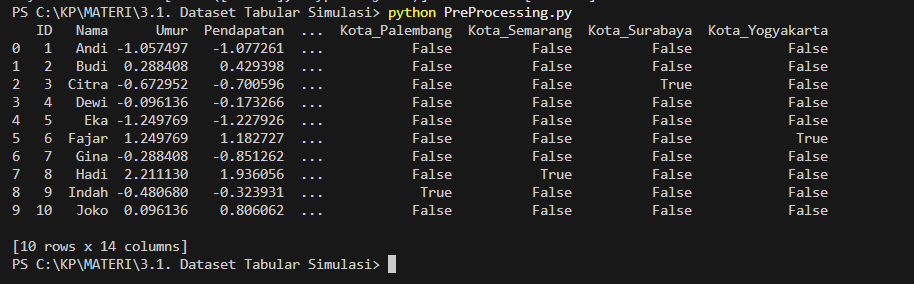 PS C:\KP\MATERI\3.1. Dataset Tabular Simulasi> python PreProcessing.py
ID Nama Umur Pendapatan ... Kota_Palembang Kota_Semarang Kota_Surabaya Kota_Yogyakarta
0 1 Andi -1.057497 -1.077261 ... False False False False
1 2 Budi 0.288408 0.429398 ... False False False False
2 3 Citra -0.672952 -0.700596 ... False False True False
3 4 Dewi -0.096136 -0.173266 ... False False False False
4 5 Eka -1.249769 -1.227926 ... False False False False
5 6 Fajar 1.249769 1.182727 ... False False False True
6 7 Gina -0.288408 -0.851262 ... False False False False
7 8 Hadi 2.211130 1.936056 ... False True False False
8 9 Indah -0.480680 -0.323931 ... True False False False
9 10 Joko 0.096136 0.806062 ... False False False False
[10 rows x 14 columns]
PS C:\KP\MATERI\3.1. Dataset Tabular Simulasi>